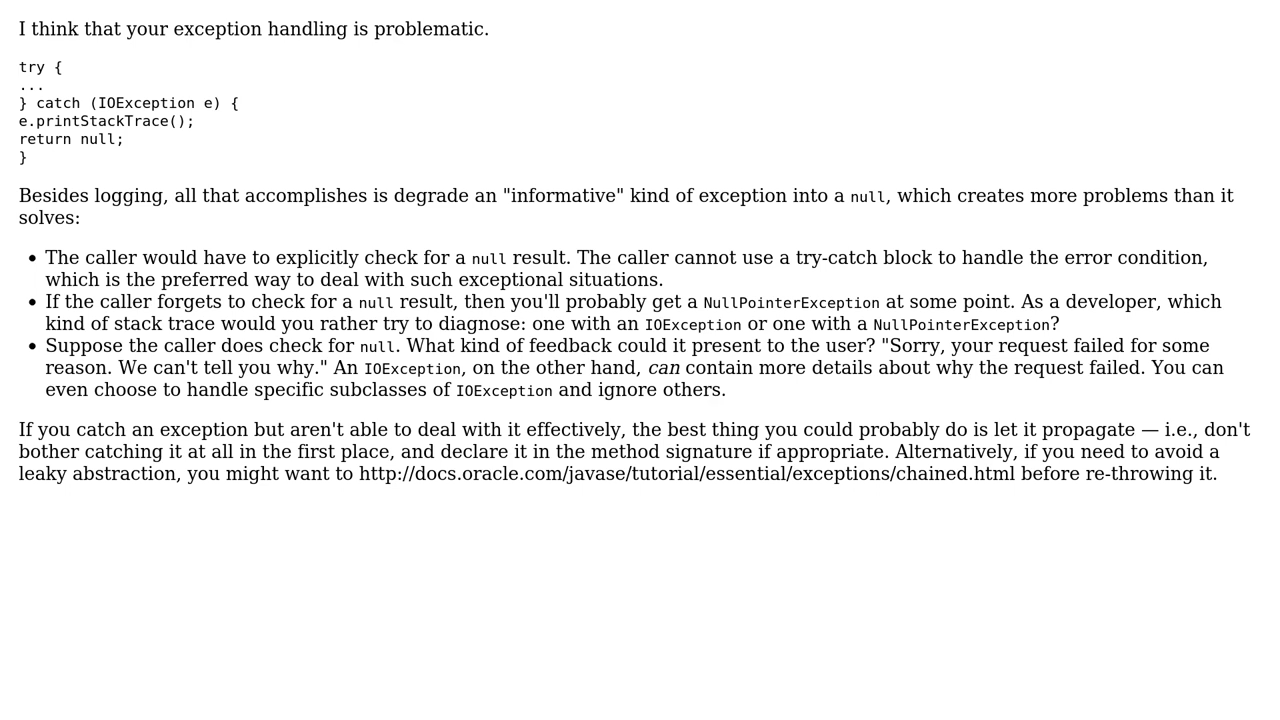 I think that your exception handling is problematic.
try {
...
} catch (IOException e) {
e.printStackTrace();
return null;
}
Besides logging, all that accomplishes is degrade an "informative" kind of exception into a null, which creates more problems than it
solves:
• The caller would have to explicitly check for a null result. The caller cannot use a try-catch block to handle the error condition,
which is the preferred way to deal with such exceptional situations.
• If the caller forgets to check for a null result, then you'll probably get a NullPointerException at some point. As a developer, which
kind of stack trace would you rather try to diagnose: one with an IOException or one with a NullPointerException?
• Suppose the caller does check for null. What kind of feedback could it present to the user? "Sorry, your request failed for some
reason. We can't tell you why." An IOException, on the other hand, can contain more details about why the request failed. You can
even choose to handle specific subclasses of IOException and ignore others.
If you catch an exception but aren't able to deal with it effectively, the best thing you could probably do is let it propagate — i.e., don't
bother catching it at all in the first place, and declare it in the method signature if appropriate. Alternatively, if you need to avoid a
leaky abstraction, you might want to http://docs.oracle.com/javase/tutorial/essential/exceptions/chained.html before re-throwing it.